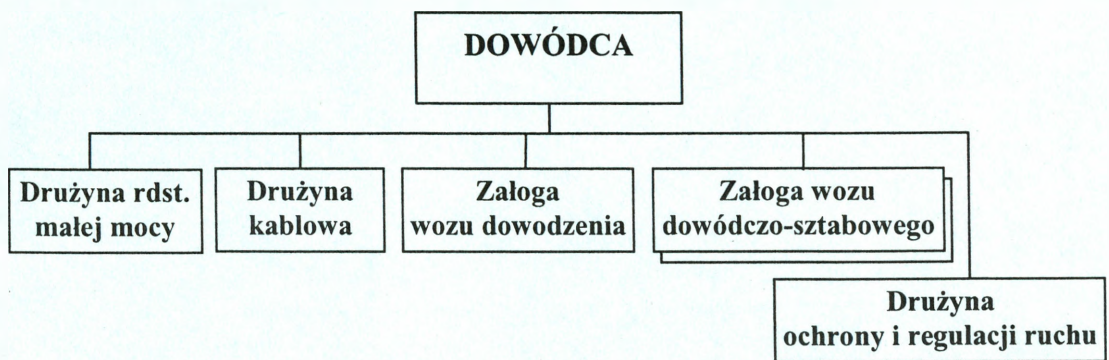 DOWÓDCA
Drużyna rdst.
małej mocy
Drużyna
kablowa
Załoga
wozu dowodzenia
Załoga wozu
dowódczo-sztabowego
Drużyna
ochrony i regulacji ruchu